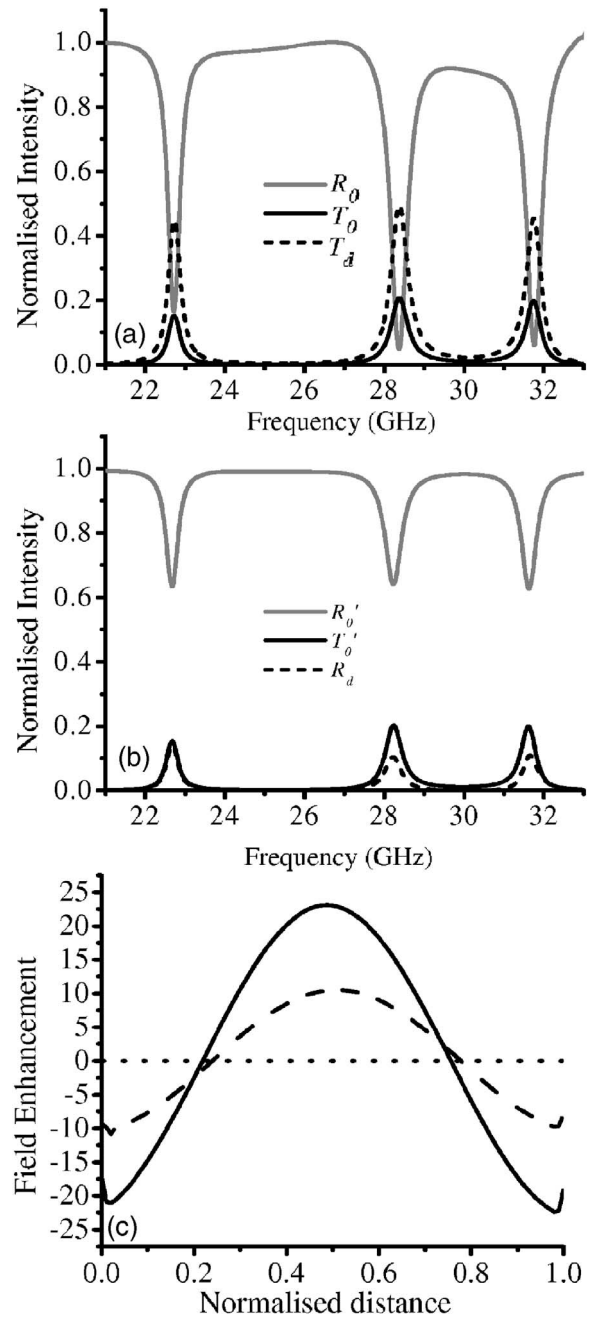 1.0
0.8
0.6
0.4
0.2
0.0
Normalised Intensity
R0
T0
Td
(a)
22 24 26 28 30 32
Frequency (GHz)
1.0
0.8
0.6
0.4
0.2
0.0
Normalised Intensity
R0'
T0'
Rd
(b)
22 24 26 28 30 32
Frequency (GHz)
25
20
15
10
5
0
-5
-10
-15
-20
-25
Field Enhancement
(c)
0.0 0.2 0.4 0.6 0.8 1.0
Normalised distance